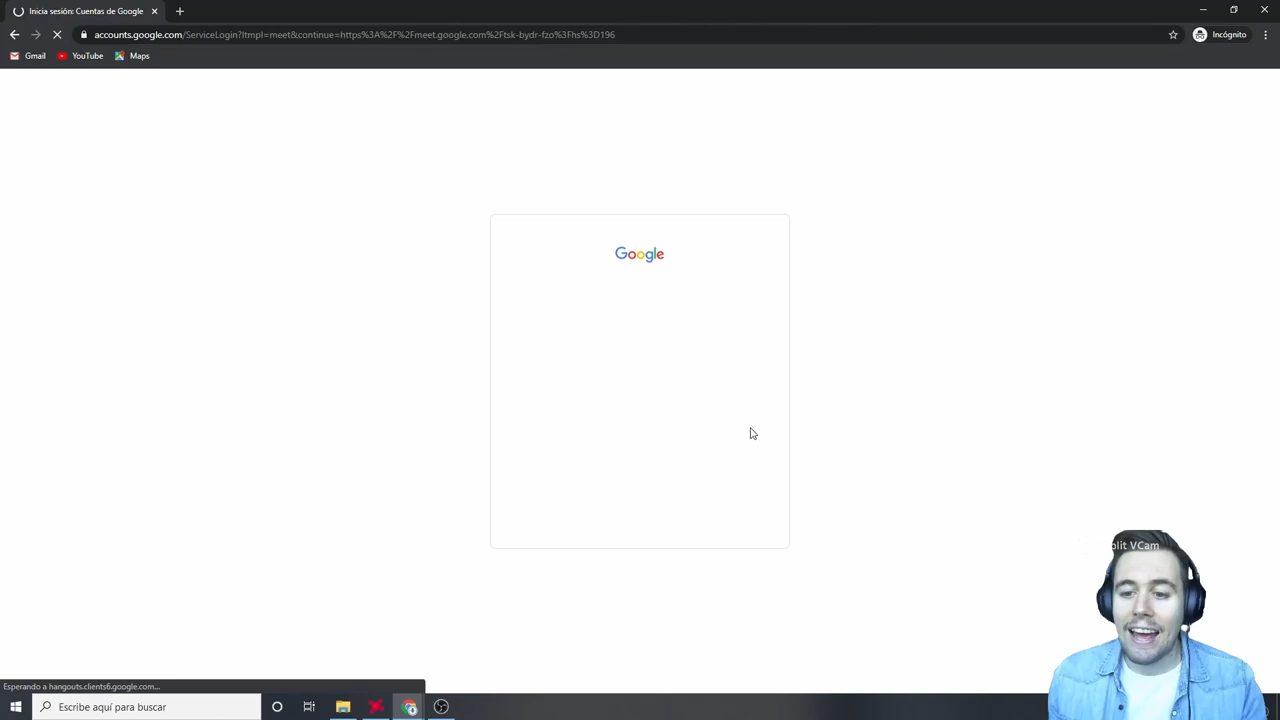 Inicia sesión: Cuentas de Google
accounts.google.com/ServiceLogin?ltmpl=meet&continue=https%3A%2F%2Fmeet.google.com%2Ftsk-bydr-fzo%3Fhs%3D196
Incógnito
Gmail
YouTube
Maps
Google
VCam
Esperando a hangouts.clients6.google.com...
Escribe aquí para buscar